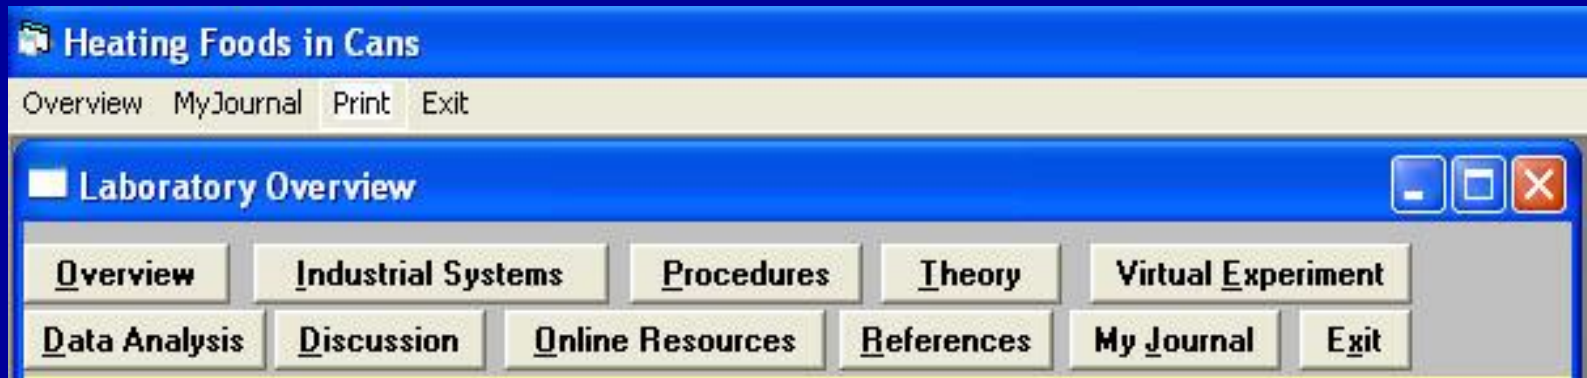 Heating Foods in Cans
Overview MyJournal Print Exit
Laboratory Overview
Overview Industrial Systems Procedures Theory Virtual Experiment
Data Analysis Discussion Online Resources References My Journal Exit